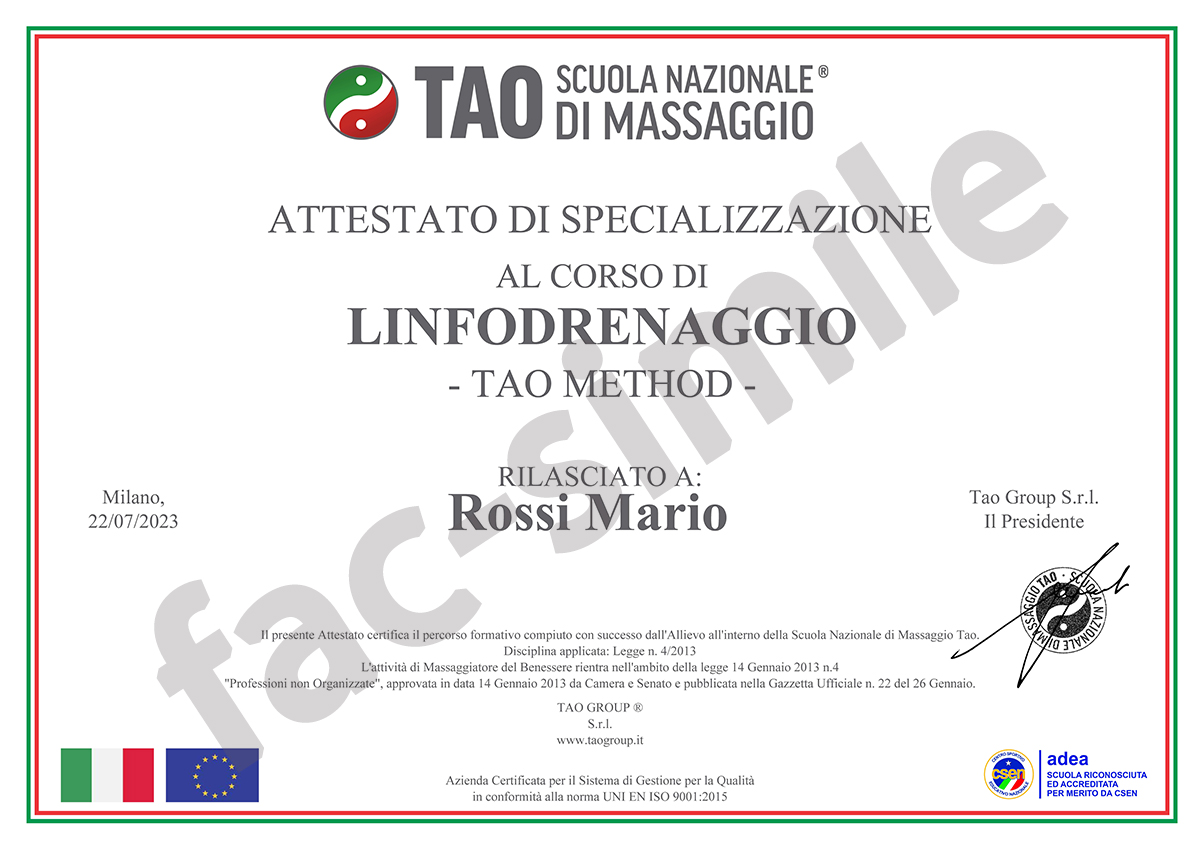 TAO SCUOLA NAZIONALE®
DI MASSAGGIO
ATTESTATO DI SPECIALIZZAZIONE
AL CORSO DI
LINFODRENAGGIO
- TAO METHOD -
RILASCIATO A:
Rossi Mario
Milano,
22/07/2023
Tao Group S.r.l.
Il Presidente
TAO · SCUOLA NAZIONALE DI MASSAGGIO
fac-simile
Il presente Attestato certifica il percorso formativo compiuto con successo dall'Allievo all'interno della Scuola Nazionale di Massaggio Tao.
Disciplina applicata: Legge n. 4/2013
L'attività di Massaggiatore del Benessere rientra nell'ambito della legge 14 Gennaio 2013 n.4
"Professioni non Organizzate", approvata in data 14 Gennaio 2013 da Camera e Senato e pubblicata nella Gazzetta Ufficiale n. 22 del 26 Gennaio.
TAO GROUP ®
S.r.l.
www.taogroup.it
Azienda Certificata per il Sistema di Gestione per la Qualità
in conformità alla norma UNI EN ISO 9001:2015
CENTRO SPORTIVO
csen
EDUCATIVO NAZIONALE
adea
SCUOLA RICONOSCIUTA
ED ACCREDITATA
PER MERITO DA CSEN